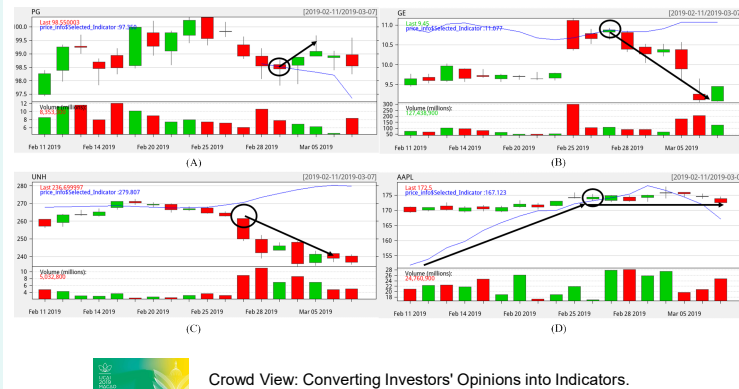 PG
[2019-02-11/2019-03-07]
Last 98.550003
price_info$Selected_Indicator :97.350
100.0
99.5
99.0
98.5
98.0
97.5
Volume (millions):
8,353,200
12
10
8
6
Feb 11 2019 Feb 14 2019 Feb 20 2019 Feb 25 2019 Feb 28 2019 Mar 05 2019
(A)
GE
[2019-02-11/2019-03-07]
Last 9.45
price_info$Selected_Indicator :11.077
11.0
10.5
10.0
9.5
Volume (millions):
127,438,900
300
250
200
150
100
50
Feb 11 2019 Feb 14 2019 Feb 20 2019 Feb 25 2019 Feb 28 2019 Mar 05 2019
(B)
UNH
[2019-02-11/2019-03-07]
Last 236.699997
price_info$Selected_Indicator :279.807
280
270
260
250
240
Volume (millions):
5,032,800
10
8
6
4
Feb 11 2019 Feb 14 2019 Feb 20 2019 Feb 25 2019 Feb 28 2019 Mar 05 2019
(C)
AAPL
[2019-02-11/2019-03-0
Last 172.5
price_info$Selected_Indicator :167.123
175
170
165
160
155
Volume (millions):
24,760,900
28
26
24
22
20
18
Feb 11 2019 Feb 14 2019 Feb 20 2019 Feb 25 2019 Feb 28 2019 Mar 05 2019
(D)
IJCAI
2019
MACAO
Crowd View: Converting Investors' Opinions into Indicators.